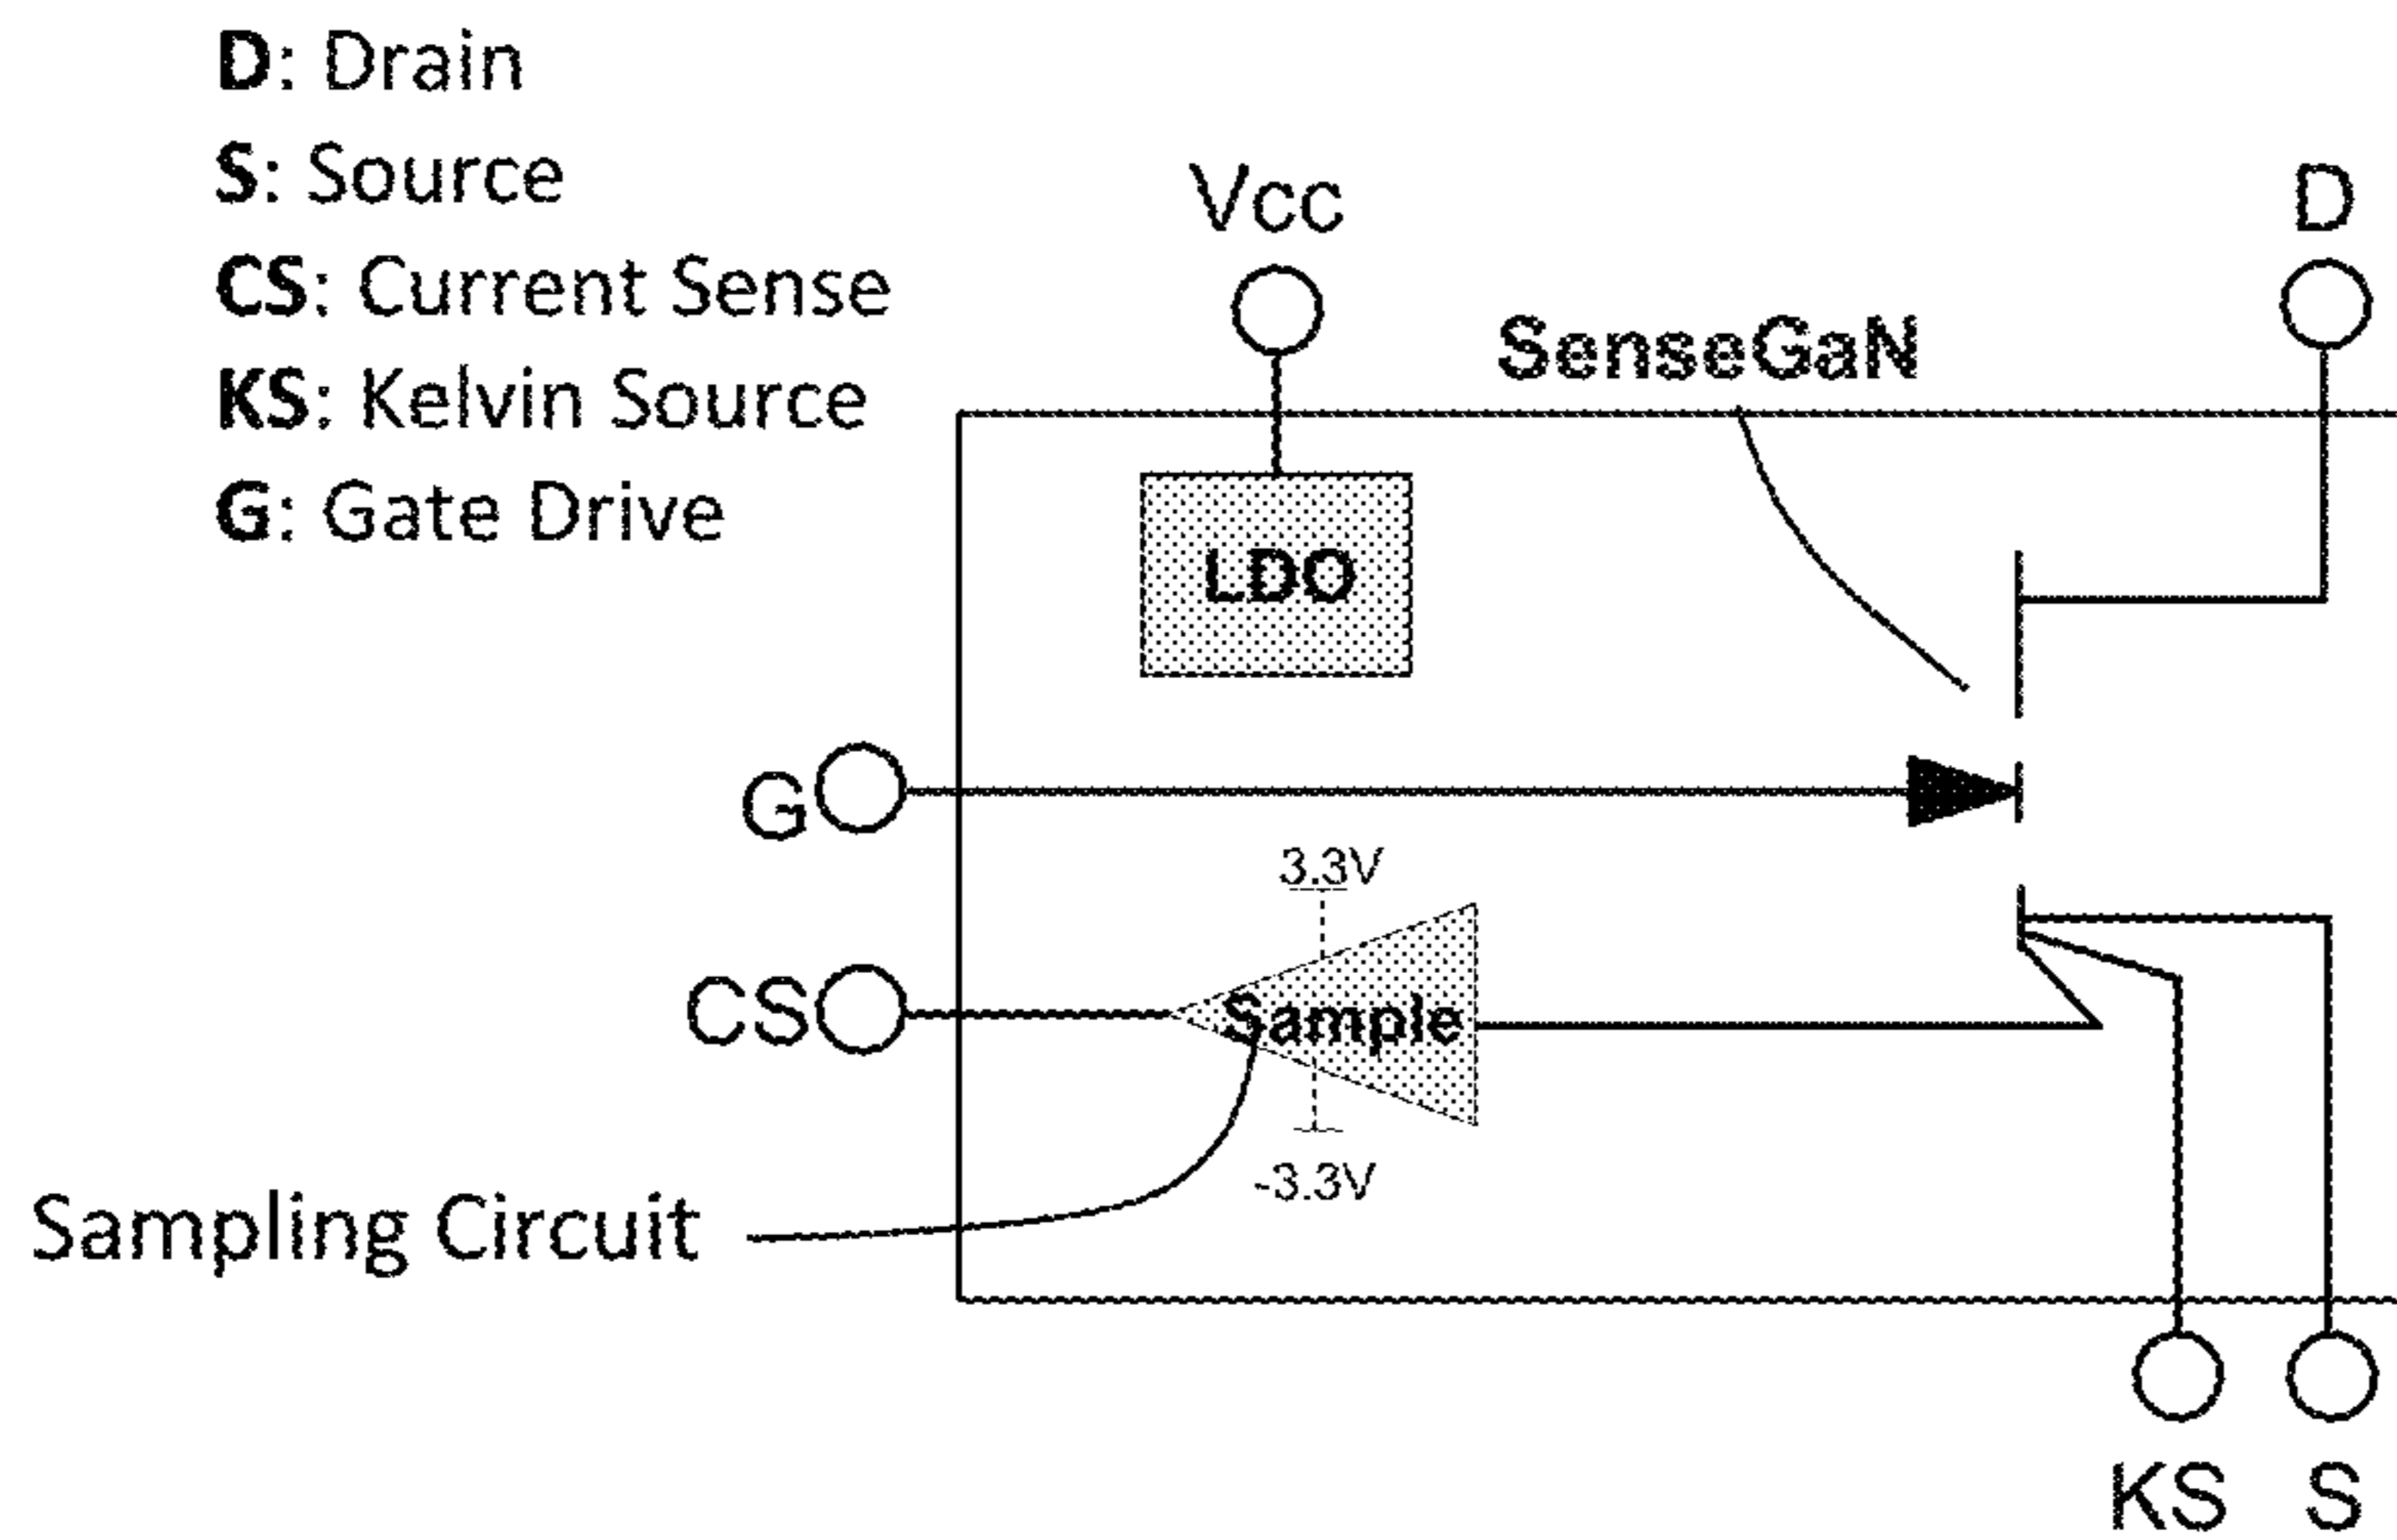 D: Drain
S: Source
CS: Current Sense
KS: Kelvin Source
G: Gate Drive
Vcc
D
SenseGaN
LDO
G
3.3V
CS
Sample
-3.3V
Sampling Circuit
KS
S